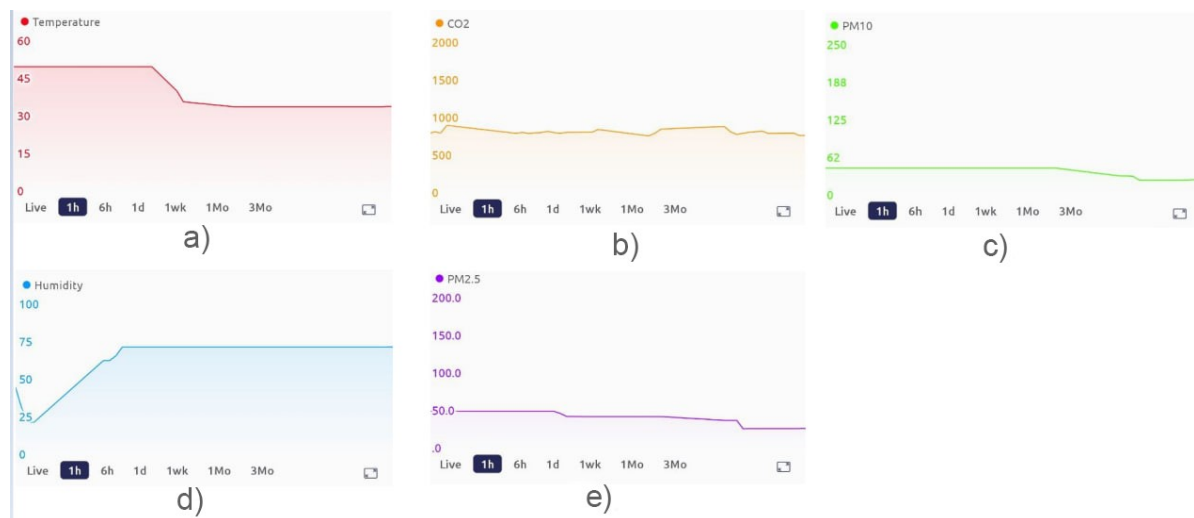 Temperature
60
45
30
15
0
Live 1h 6h 1d 1wk 1Mo 3Mo
a)
CO2
2000
1500
1000
500
0
Live 1h 6h 1d 1wk 1Mo 3Mo
b)
PM10
250
188
125
62
0
Live 1h 6h 1d 1wk 1Mo 3Mo
c)
Humidity
100
75
50
25
0
Live 1h 6h 1d 1wk 1Mo 3Mo
d)
PM2.5
200.0
150.0
100.0
50.0
.0
Live 1h 6h 1d 1wk 1Mo 3Mo
e)